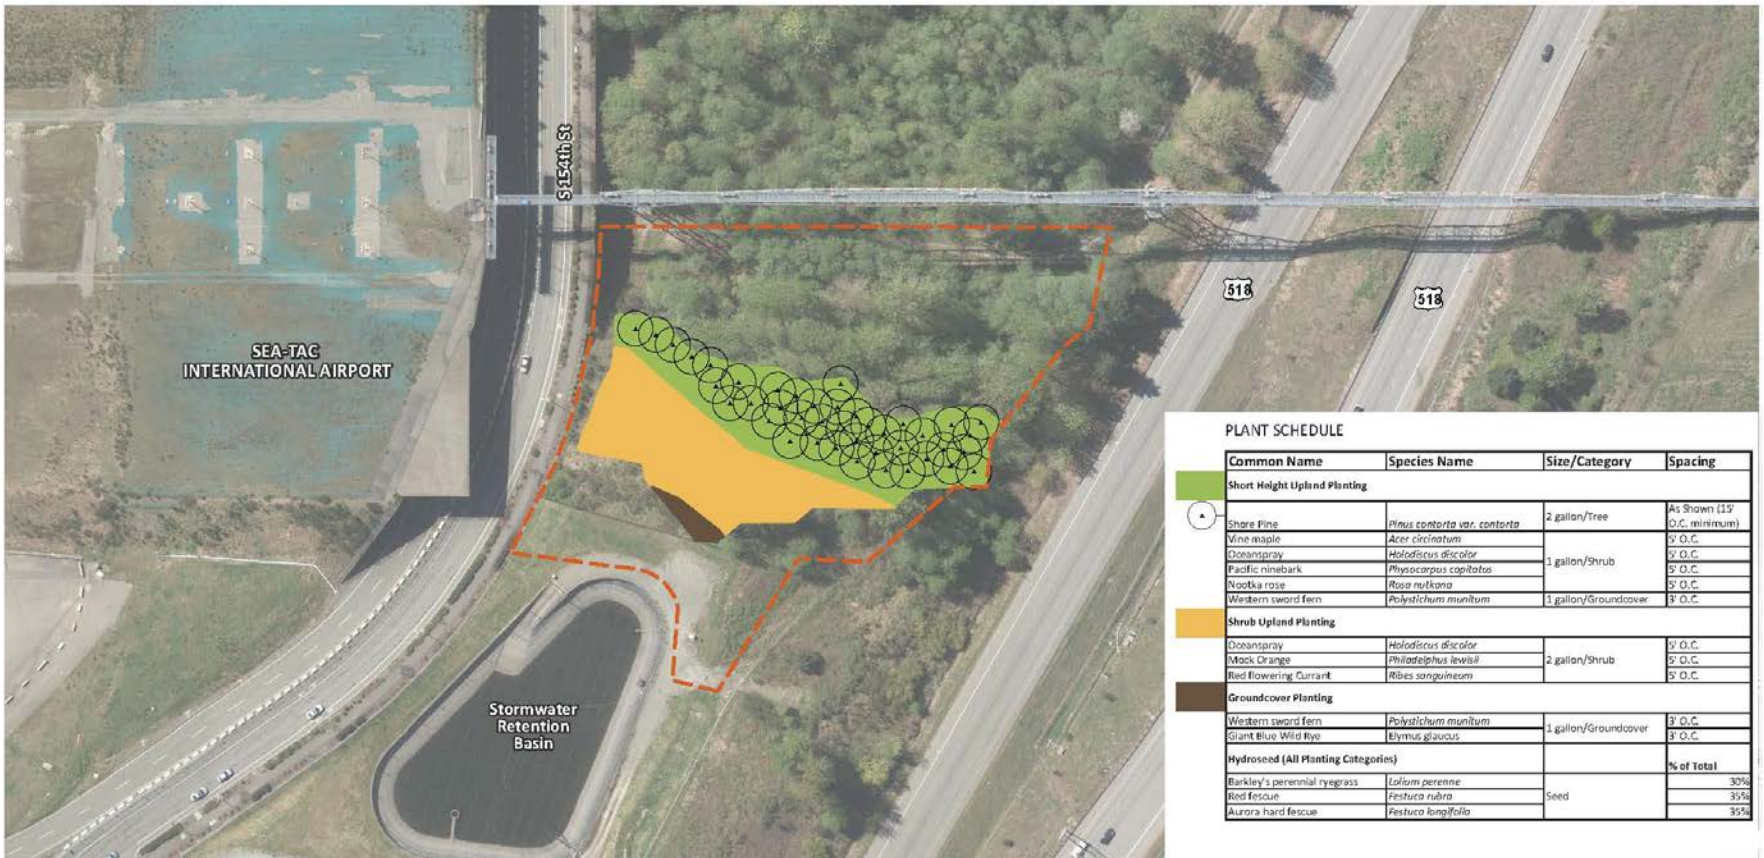 S 154th St
SEA-TAC
INTERNATIONAL AIRPORT
518
518
Stormwater
Retention
Basin
PLANT SCHEDULE
Common Name Species Name Size/Category Spacing
Short Height Upland Planting
Shore Pine Pinus contorta var. contorta 2 gallon/Tree As Shown (15' O.C. minimum)
Vine maple Acer circinatum 1 gallon/Shrub 5' O.C.
Oceanspray Holodiscus discolor 5' O.C.
Pacific ninebark Physocarpus capitatus 5' O.C.
Nootka rose Rosa nutkana 5' O.C.
Western sword fern Polystichum munitum 1 gallon/Groundcover 3' O.C.
Shrub Upland Planting
Oceanspray Holodiscus discolor 2 gallon/Shrub 5' O.C.
Mock Orange Philadelphus lewisii 5' O.C.
Red flowering Currant Ribes sanguineum 5' O.C.
Groundcover Planting
Western sword fern Polystichum munitum 1 gallon/Groundcover 3' O.C.
Giant Blue Wild Rye Elymus glaucus 3' O.C.
Hydroseed (All Planting Categories) % of Total
Barkley's perennial ryegrass Lolium perenne Seed 30%
Red fescue Festuca rubra 35%
Aurora hard fescue Festuca longifolia 35%